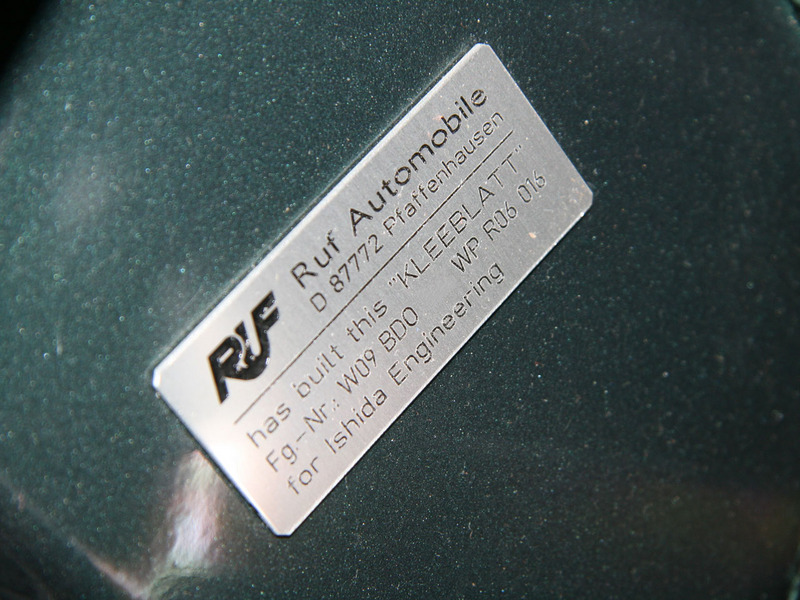 RUF
Ruf Automobile
D 87772 Pfaffenhausen
has built this "KLEEBLATT"
Fg.-Nr.: W09 BD0 WP R06 016
for Ishida Engineering